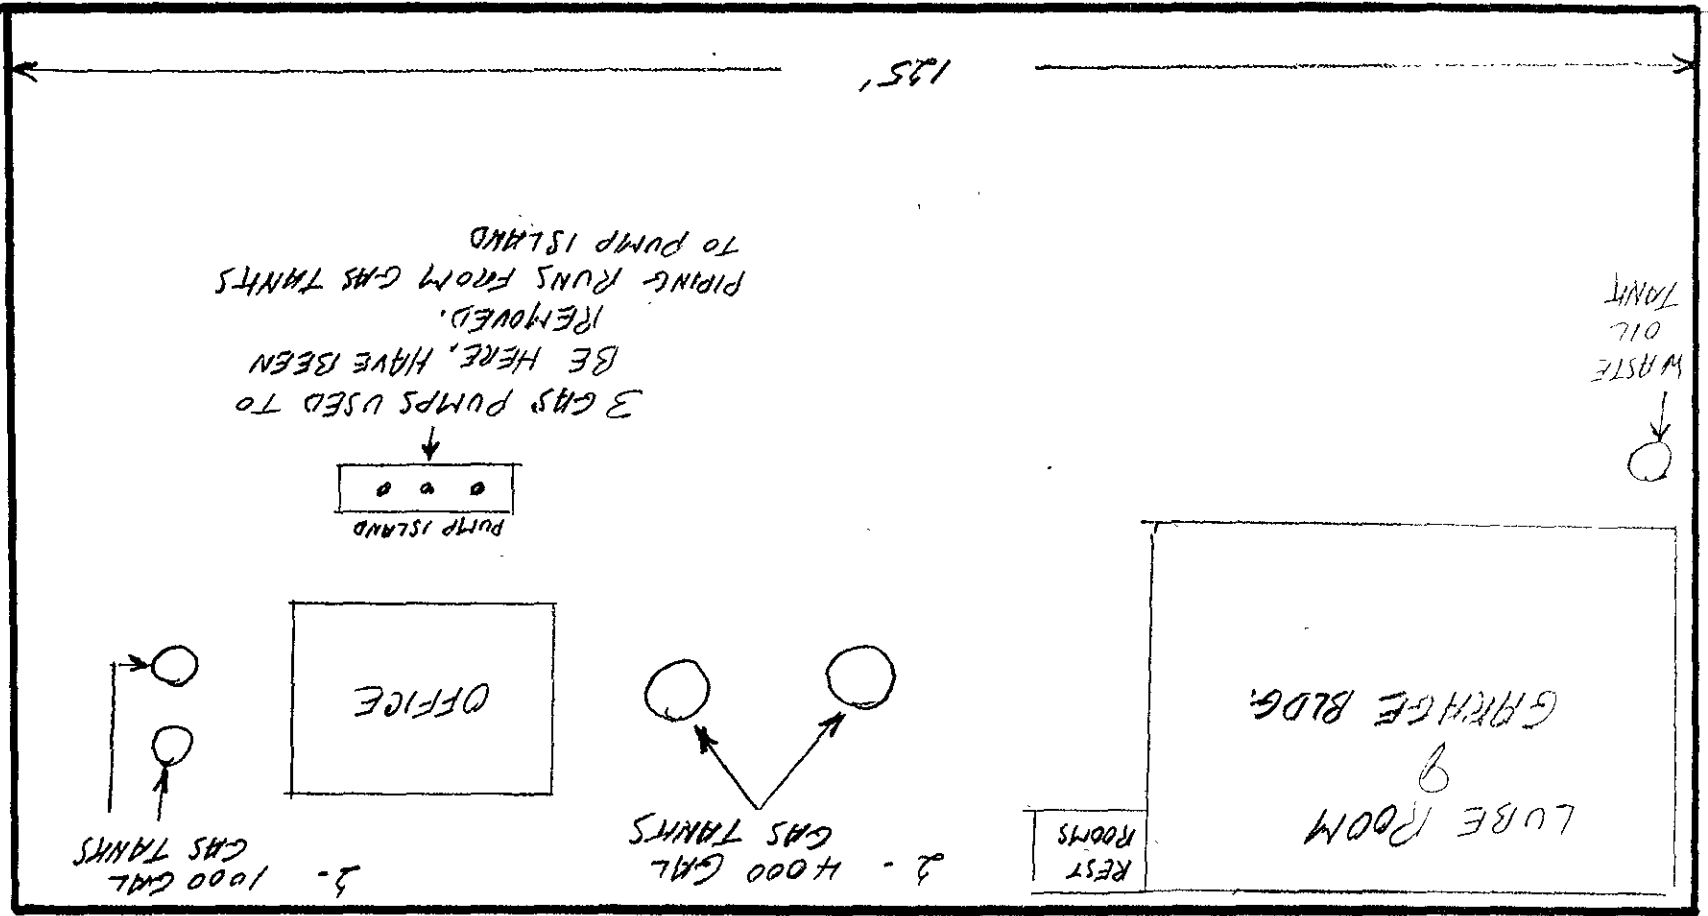 LUBE ROOM
&
GARAGE BLDG.
REST
ROOMS
2 - 4000 GAL
GAS TANKS
2- 1000 GAL
GAS TANKS
OFFICE
PUMP ISLAND
WASTE
OIL
TANK
3 GAS PUMPS USED TO
BE HERE, HAVE BEEN
REMOVED.
PIPING RUNS FROM GAS TANKS
TO PUMP ISLAND
125'